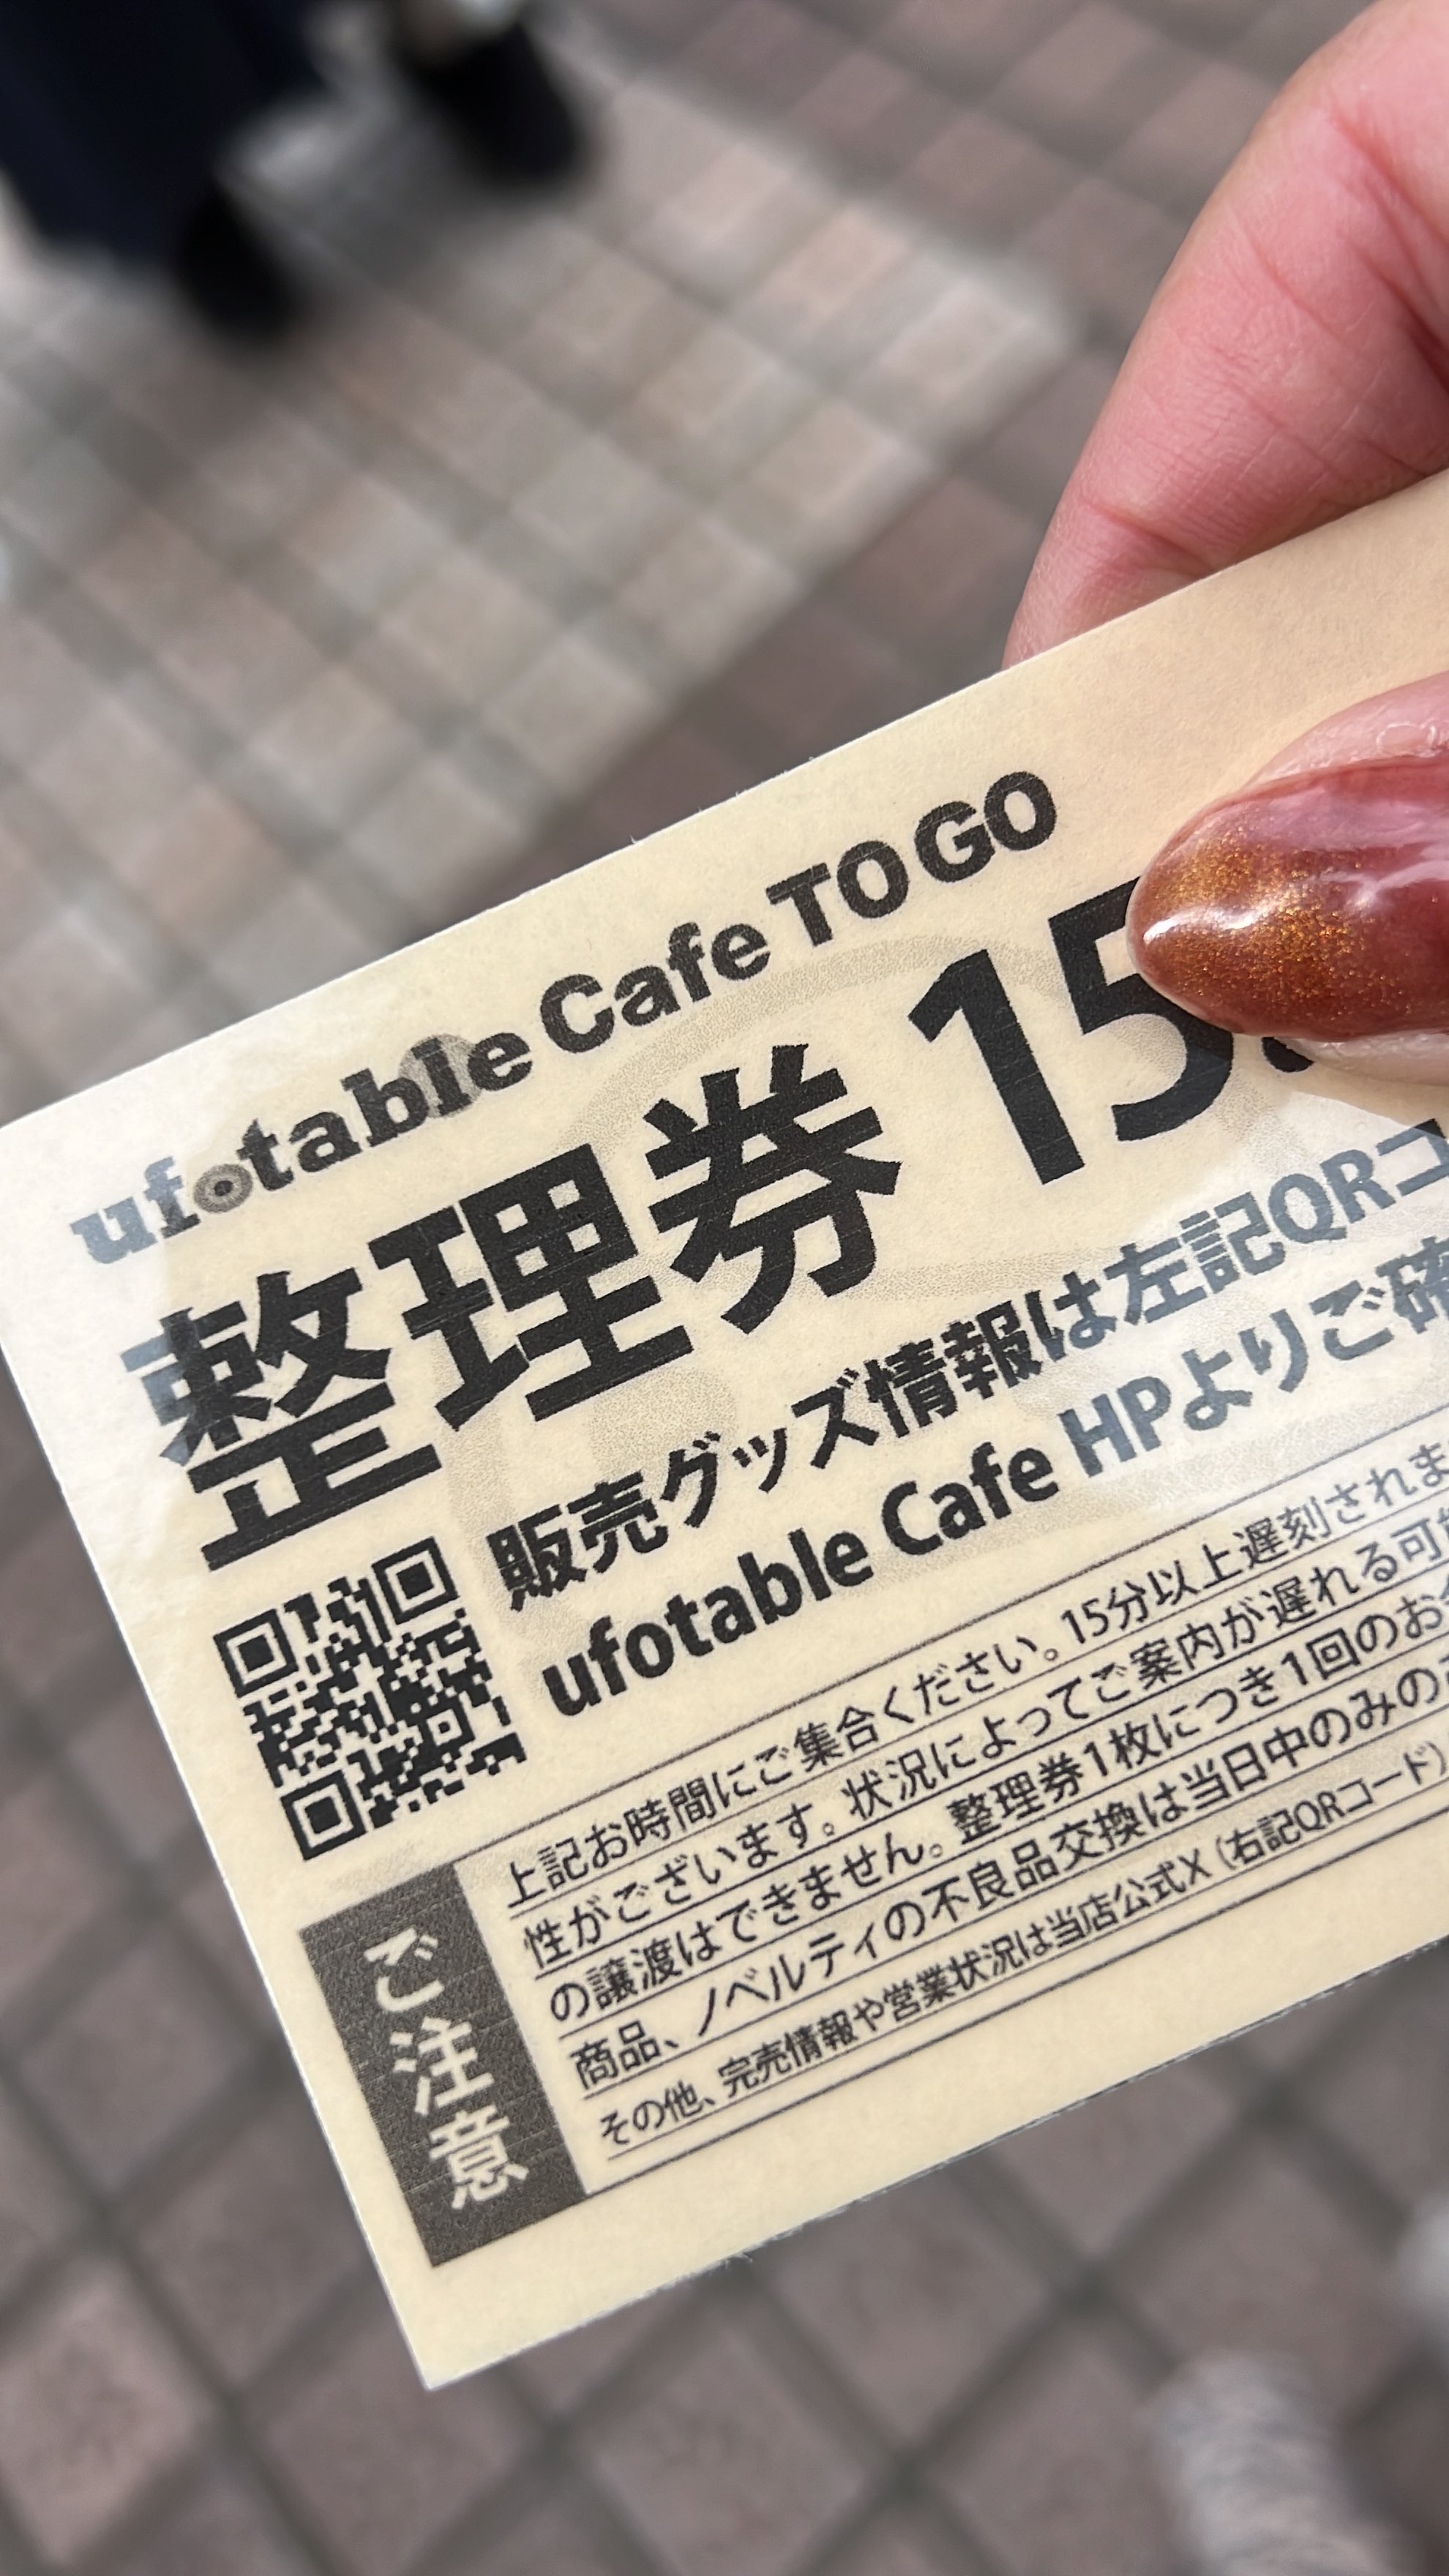 ufotable Cafe TO GO
整理券 15
販売グッズ情報は左記QRコ
ufotable Cafe HPよりご確
上記お時間にご集合ください。15分以上遅刻されま
性がございます。状況によってご案内が遅れる可能
の譲渡はできません。整理券1枚につき1回のお会
商品、ノベルティの不良品交換は当日中のみの
その他、完売情報や営業状況は当店公式X（右記QRコード）
ご注意